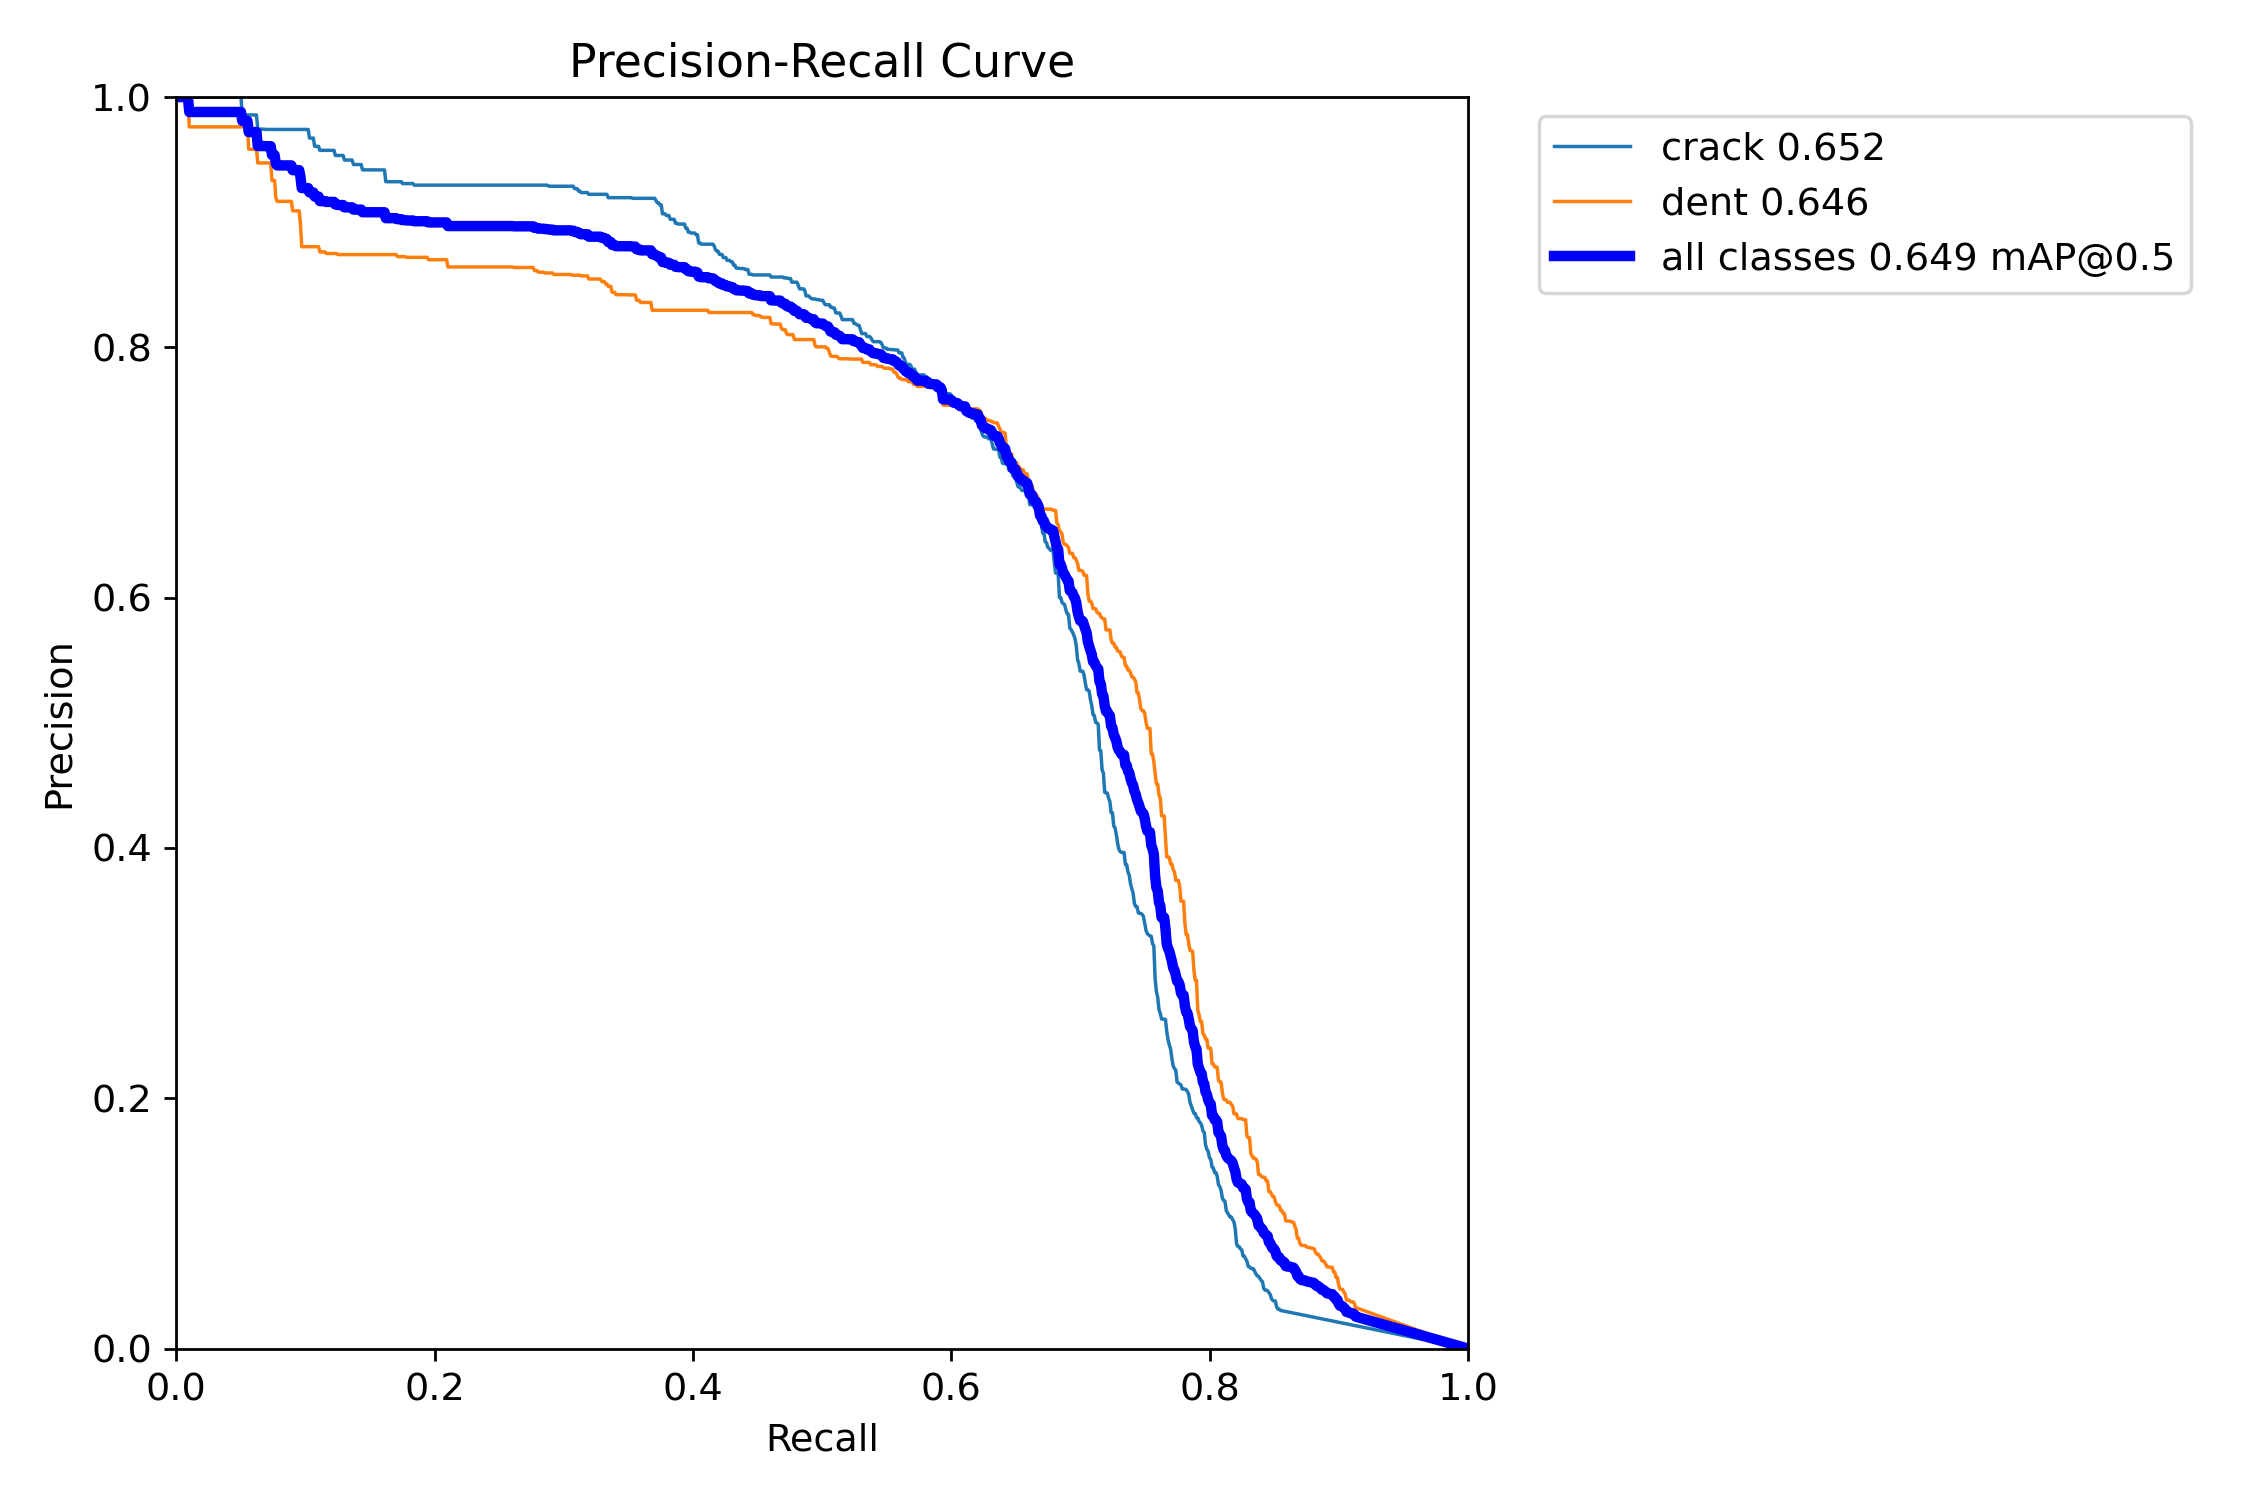 Precision-Recall Curve
crack 0.652
dent 0.646
all classes 0.649 mAP@0.5
Precision
1.0
0.8
0.6
0.4
0.2
0.0
0.0 0.2 0.4 0.6 0.8 1.0
Recall